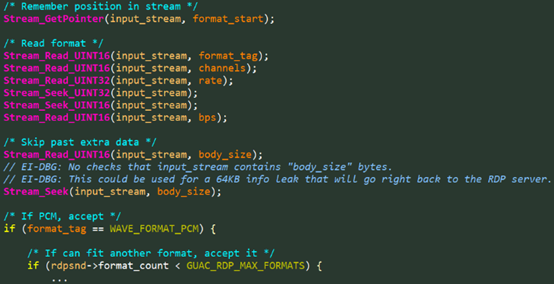 /* Remember position in stream */
Stream_GetPointer(input_stream, format_start);
/* Read format */
Stream_Read_UINT16(input_stream, format_tag);
Stream_Read_UINT16(input_stream, channels);
Stream_Read_UINT32(input_stream, rate);
Stream_Seek_UINT32(input_stream);
Stream_Seek_UINT16(input_stream);
Stream_Read_UINT16(input_stream, bps);
/* Skip past extra data */
Stream_Read_UINT16(input_stream, body_size);
// EI-DBG: No checks that input_stream contains "body_size" bytes.
// EI-DBG: This could be used for a 64KB info leak that will go right back to the RDP server.
Stream_Seek(input_stream, body_size);
/* If PCM, accept */
if (format_tag == WAVE_FORMAT_PCM) {
/* If can fit another format, accept it */
if (rdpsnd->format_count < GUAC_RDP_MAX_FORMATS) {
...